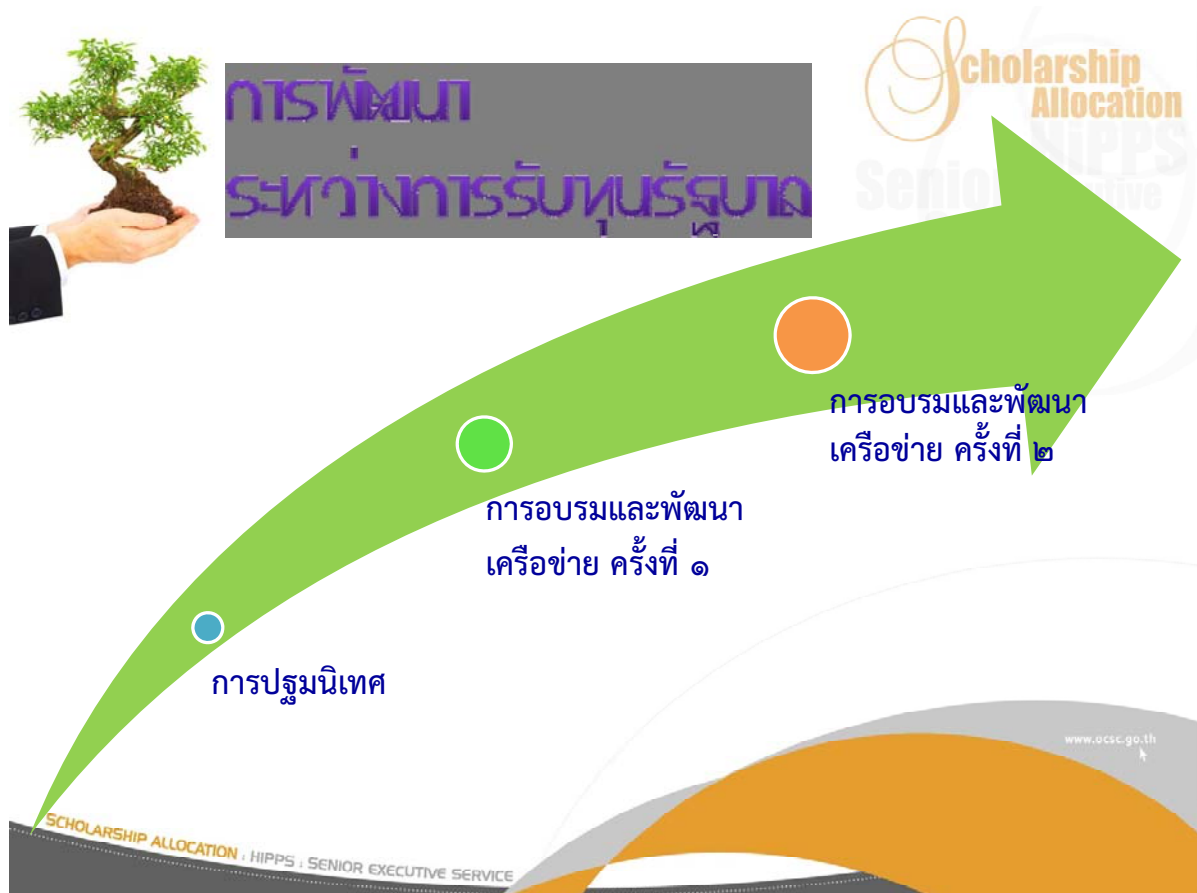 การพัฒนา
ระหว่างการรับทุนรัฐบาล
Scholarship
Allocation
HiPPS
Senior Executive
การอบรมและพัฒนา
เครือข่าย ครั้งที่ ๒
การอบรมและพัฒนา
เครือข่าย ครั้งที่ ๑
การปฐมนิเทศ
www.ocsc.go.th
SCHOLARSHIP ALLOCATION : HIPPS : SENIOR EXECUTIVE SERVICE